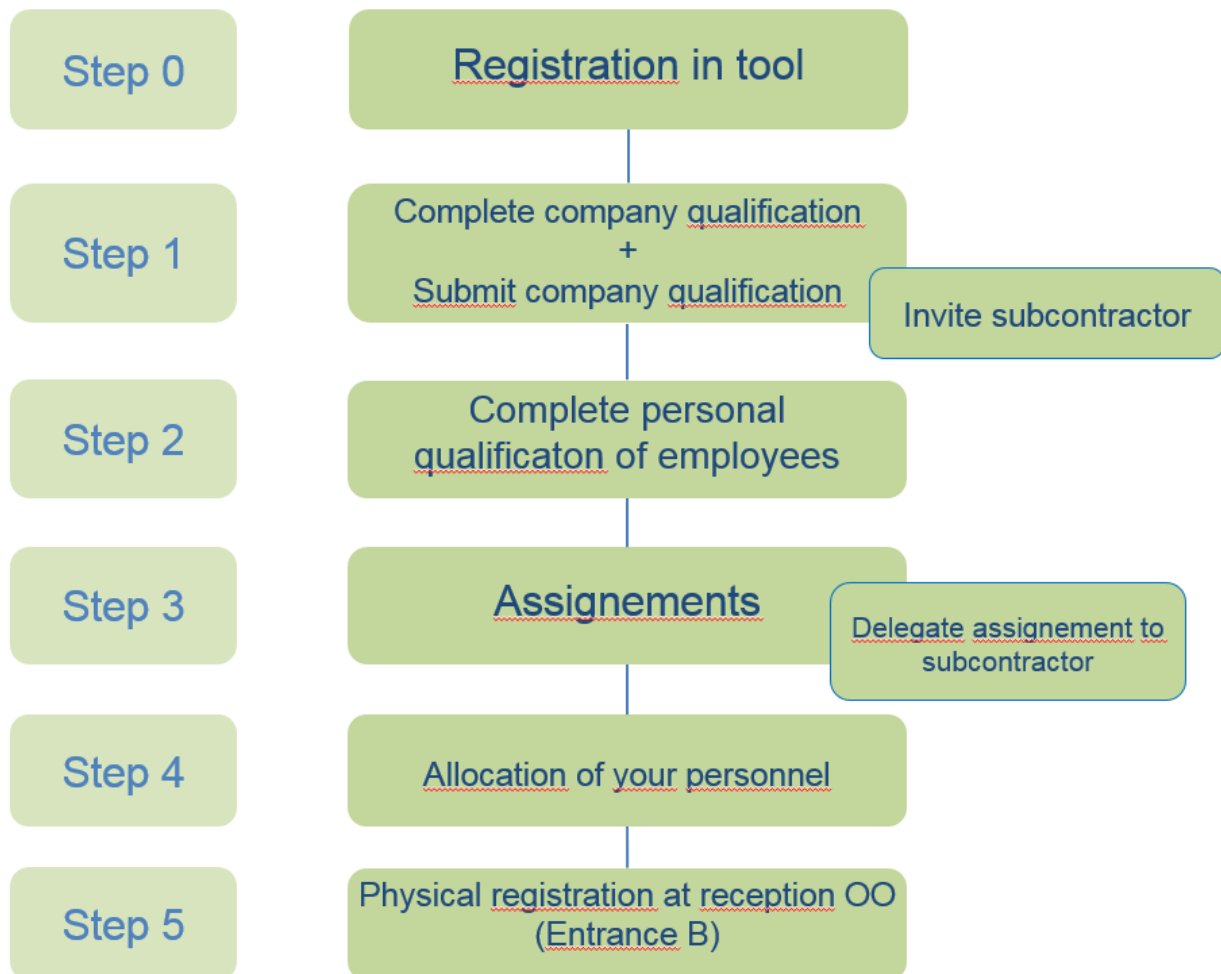 Step 0
Registration in tool
Step 1
Complete company qualification
+
Submit company qualification
Invite subcontractor
Step 2
Complete personal
qualificaton of employees
Step 3
Assignements
Delegate assignement to
subcontractor
Step 4
Allocation of your personnel
Step 5
Physical registration at reception OO
(Entrance B)